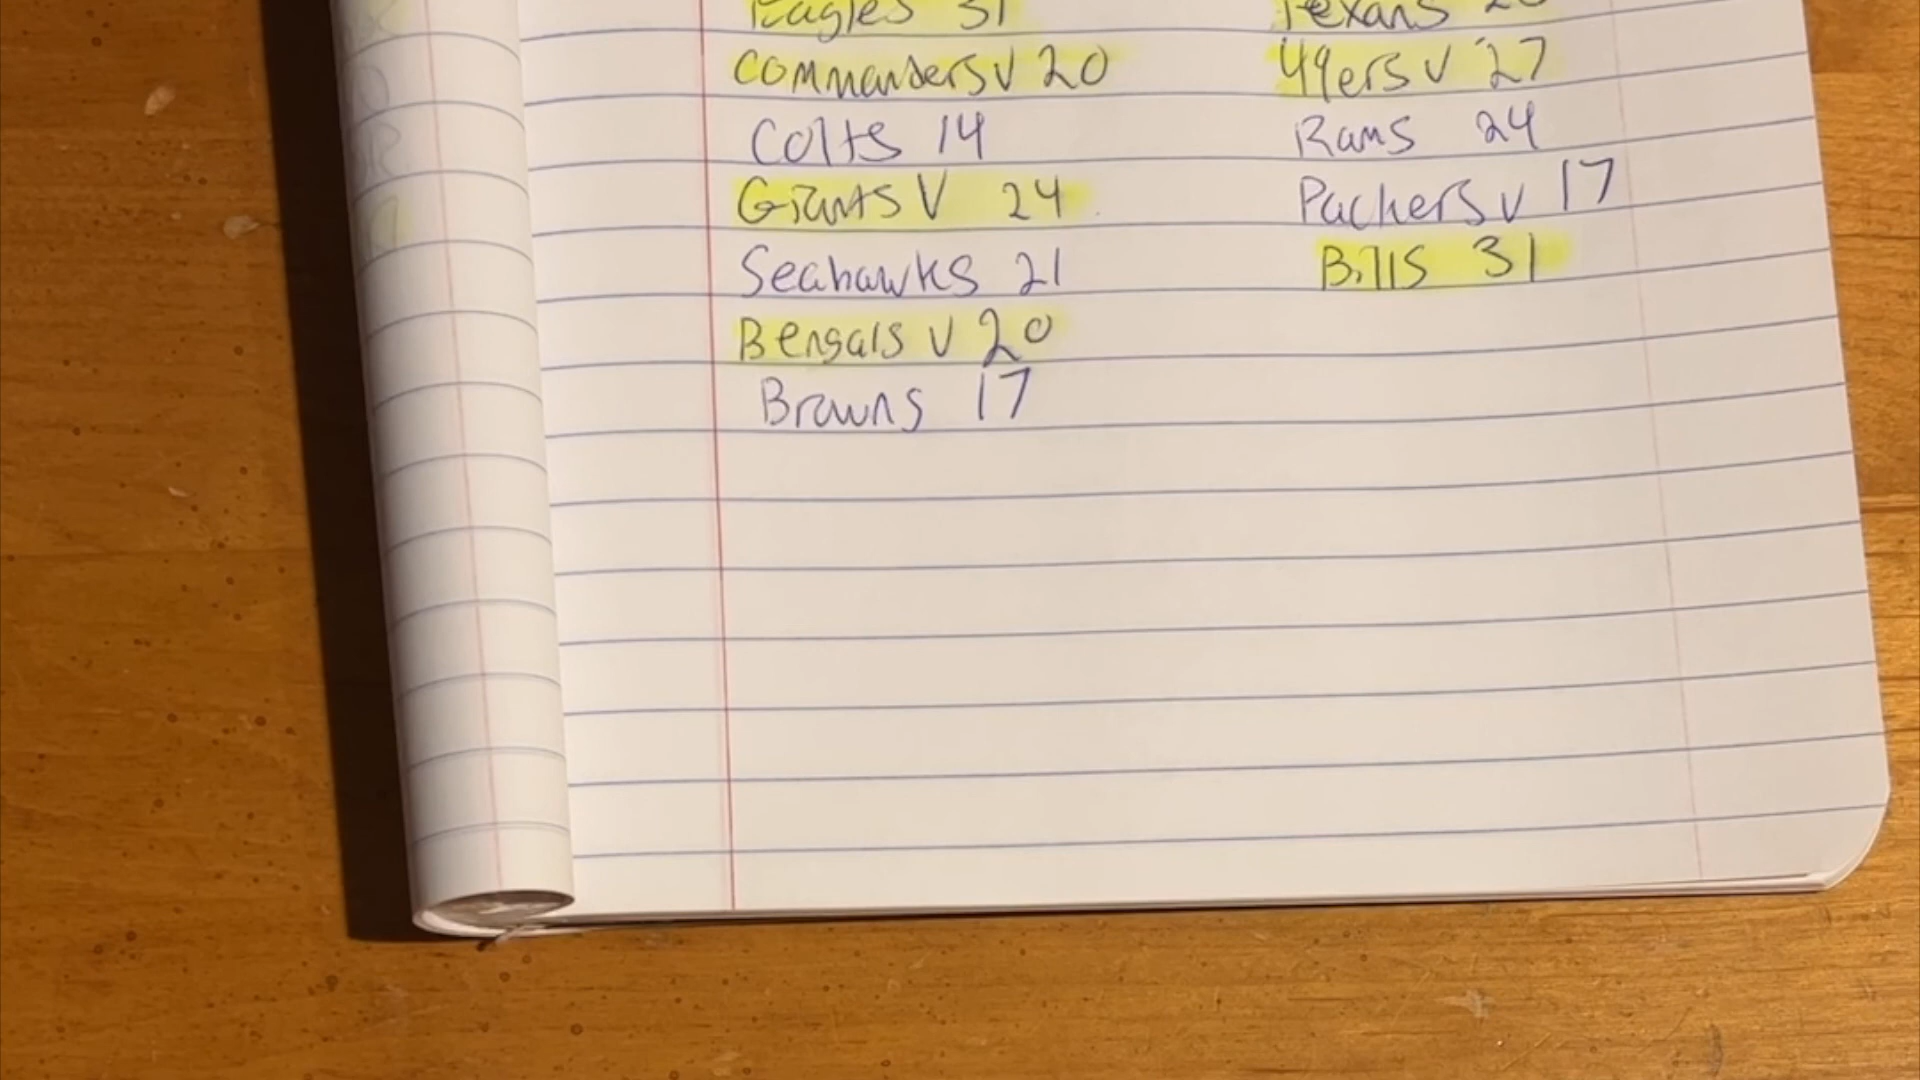 Eagles 31
Commanders v 20
Colts 14
Giants v 24
Seahawks 21
Bengals v 20
Browns 17
Texans
49ers v 27
Rams 24
Packers v 17
Bills 31